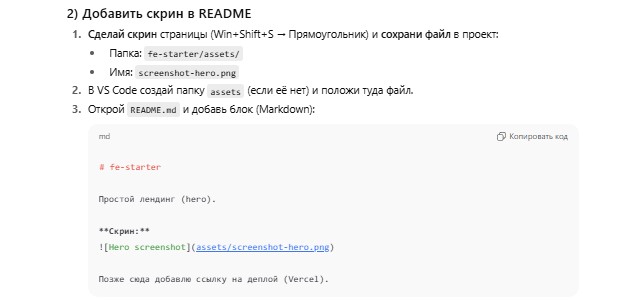 2) Добавить скрин в README
1. Сделай скрин страницы (Win+Shift+S → Прямоугольник) и сохрани файл в проект:
• Папка: fe-starter/assets/
• Имя: screenshot-hero.png
2. В VS Code создай папку assets (если её нет) и положи туда файл.
3. Открой README.md и добавь блок (Markdown):
md Копировать код
# fe-starter
Простой лендинг (hero).
**Скрин:**
![Hero screenshot](assets/screenshot-hero.png)
Позже сюда добавлю ссылку на деплой (Vercel).